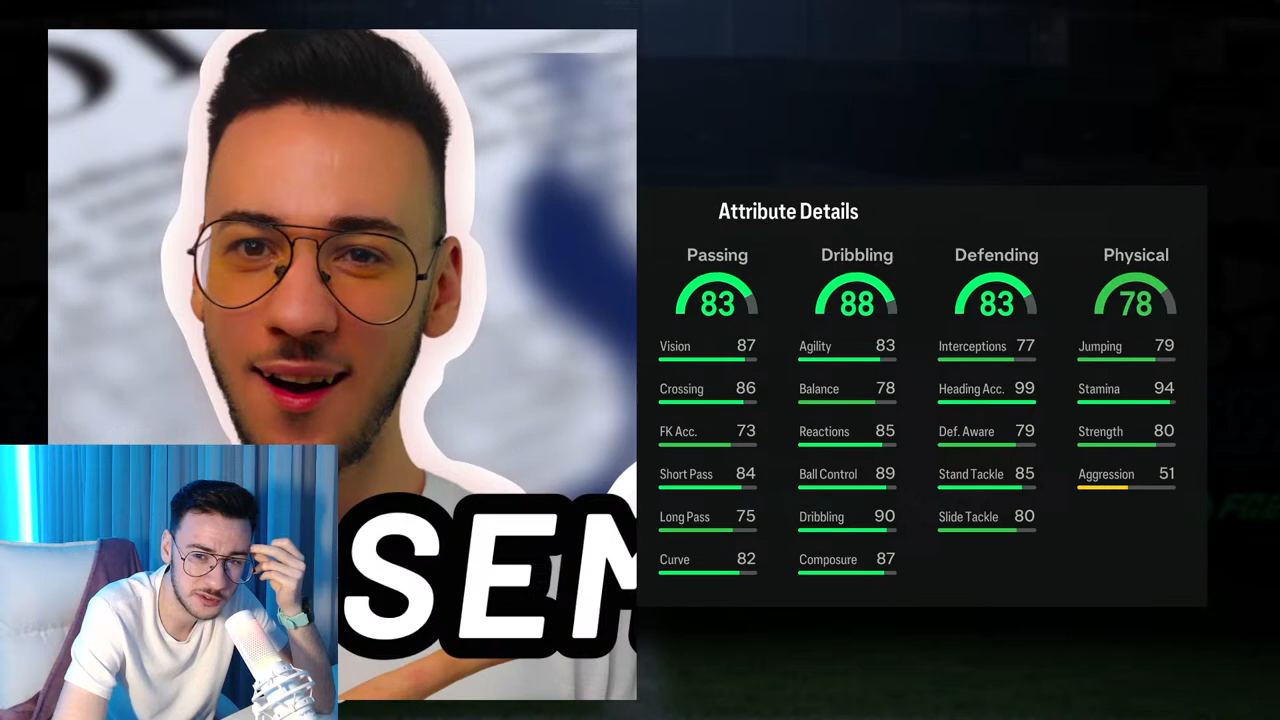 Attribute Details
Passing Dribbling Defending Physical
83 88 83 78
Vision 87 Agility 83 Interceptions 77 Jumping 79
Crossing 86 Balance 78 Heading Acc. 99 Stamina 94
FK Acc. 73 Reactions 85 Def. Aware 79 Strength 80
Short Pass 84 Ball Control 89 Stand Tackle 85 Aggression 51
Long Pass 75 Dribbling 90 Slide Tackle 80
Curve 82 Composure 87